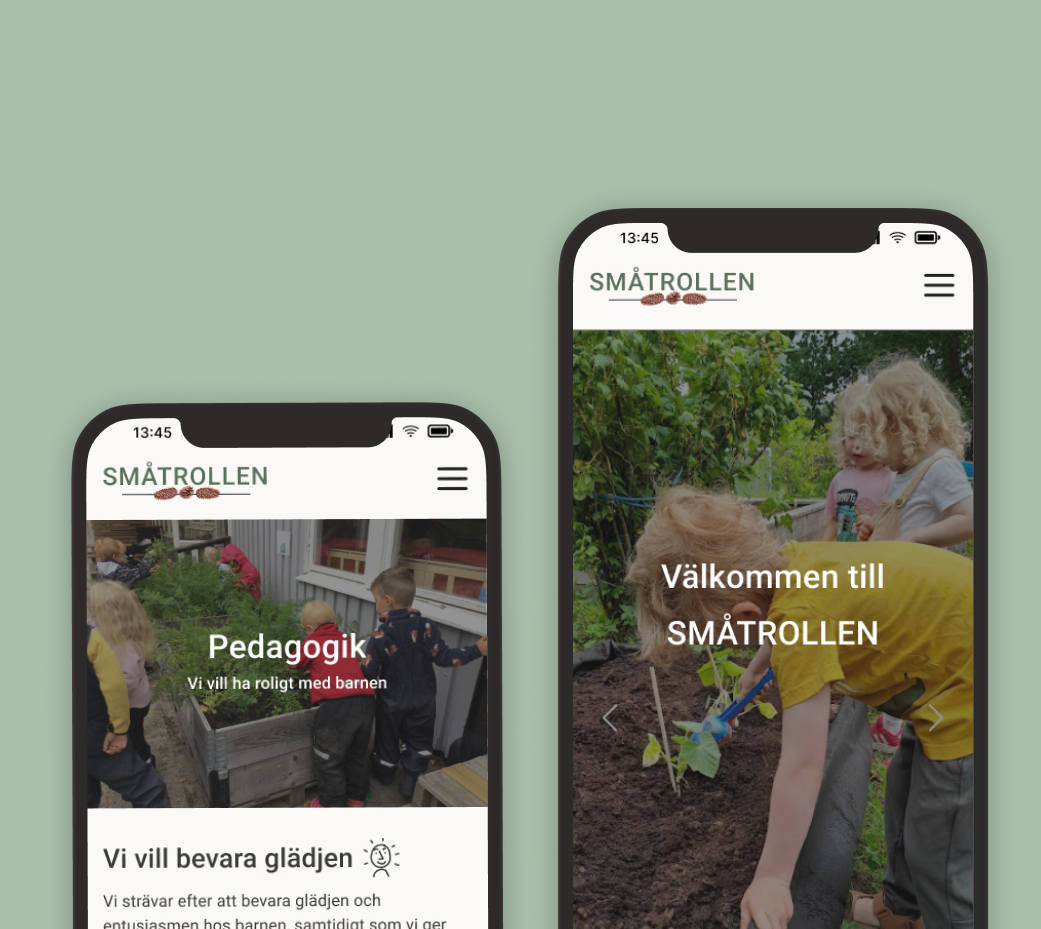 13:45
SMÅTROLLEN
Pedagogik
Vi vill ha roligt med barnen
Vi vill bevara glädjen
Vi strävar efter att bevara glädjen och
entusiasmen hos barnen, samtidigt som vi ger
13:45
SMÅTROLLEN
Välkommen till
SMÅTROLLEN